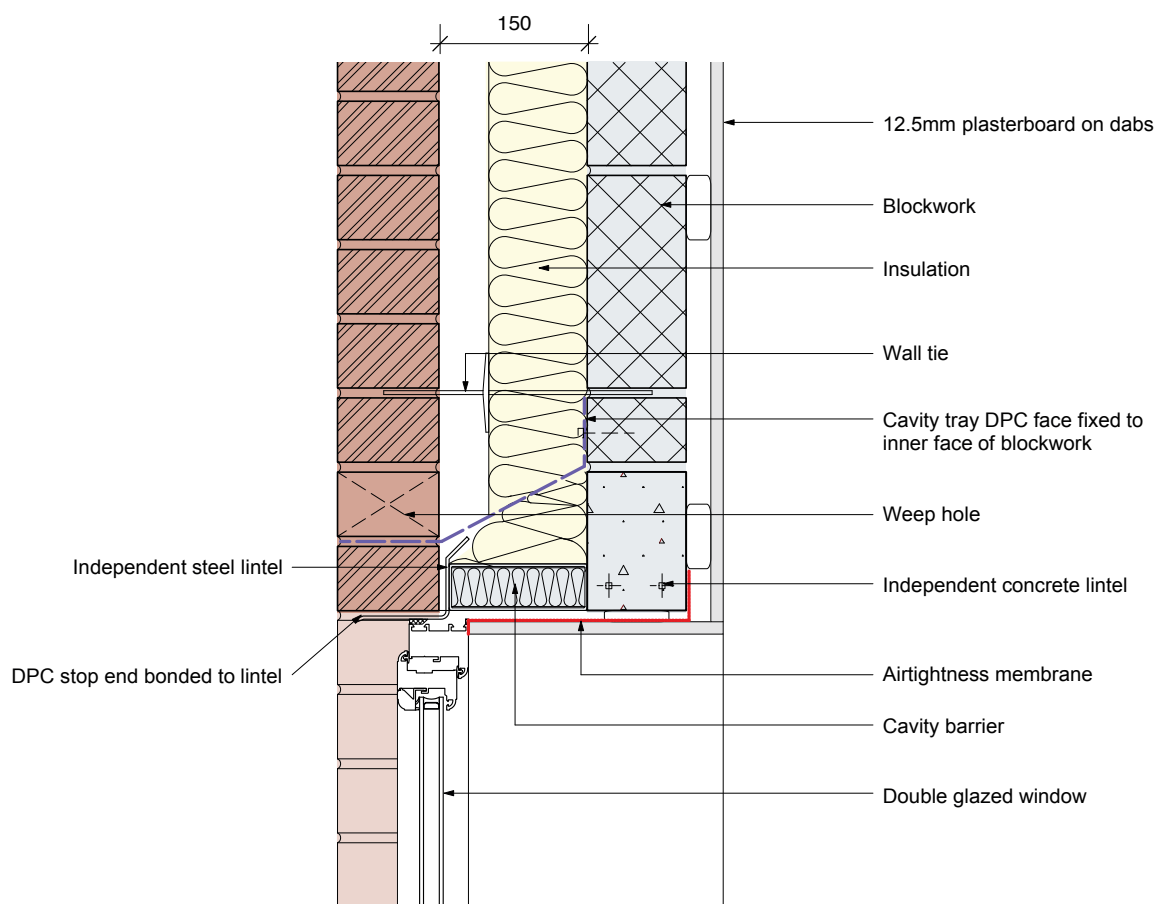 150
12.5mm plasterboard on dabs
Blockwork
Insulation
Wall tie
Cavity tray DPC face fixed to
inner face of blockwork
Weep hole
Independent steel lintel
Independent concrete lintel
DPC stop end bonded to lintel
Airtightness membrane
Cavity barrier
Double glazed window